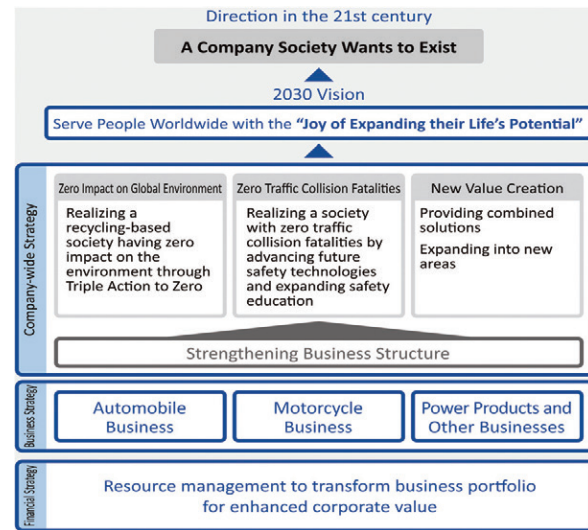 Direction in the 21st century
A Company Society Wants to Exist
2030 Vision
Serve People Worldwide with the “Joy of Expanding their Life’s Potential”
Company-wide Strategy
Zero Impact on Global Environment
Realizing a
recycling-based
society having zero
impact on the
environment through
Triple Action to Zero
Zero Traffic Collision Fatalities
Realizing a society
with zero traffic
collision fatalities by
advancing future
safety technologies
and expanding safety
education
New Value Creation
Providing combined
solutions
Expanding into new
areas
Strengthening Business Structure
Business Strategy
Automobile
Business
Motorcycle
Business
Power Products and
Other Businesses
Financial Strategy
Resource management to transform business portfolio
for enhanced corporate value